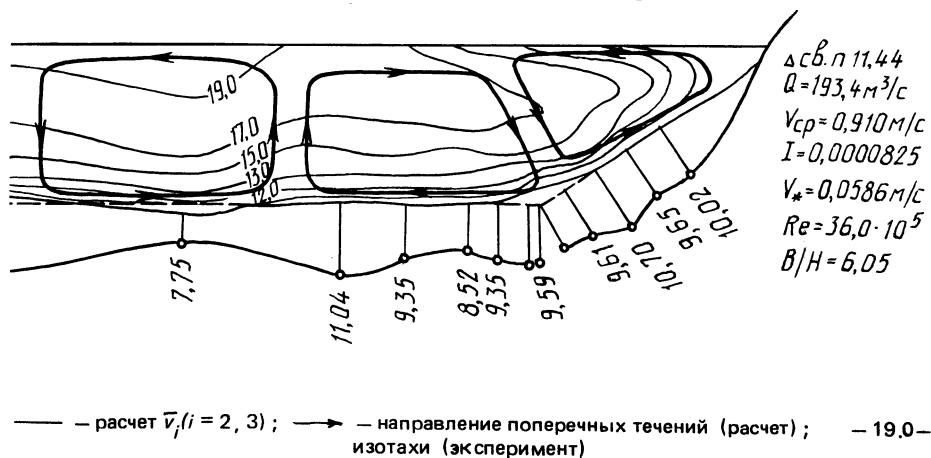 Δсв.п 11,44
Q=193,4м³/с
Vср=0,910м/с
I=0,0000825
V*=0,0586м/с
Re=36,0·10⁵
B/H=6,05
19,0
17,0
15,0
13,0
12,0
7,75
11,04
9,35
8,52
9,35
9,59
9,61
10,70
9,65
10,02
— расчет v̄ᵢ(i = 2, 3) ; — направление поперечных течений (расчет) ; —19.0—
изотахи (эксперимент)